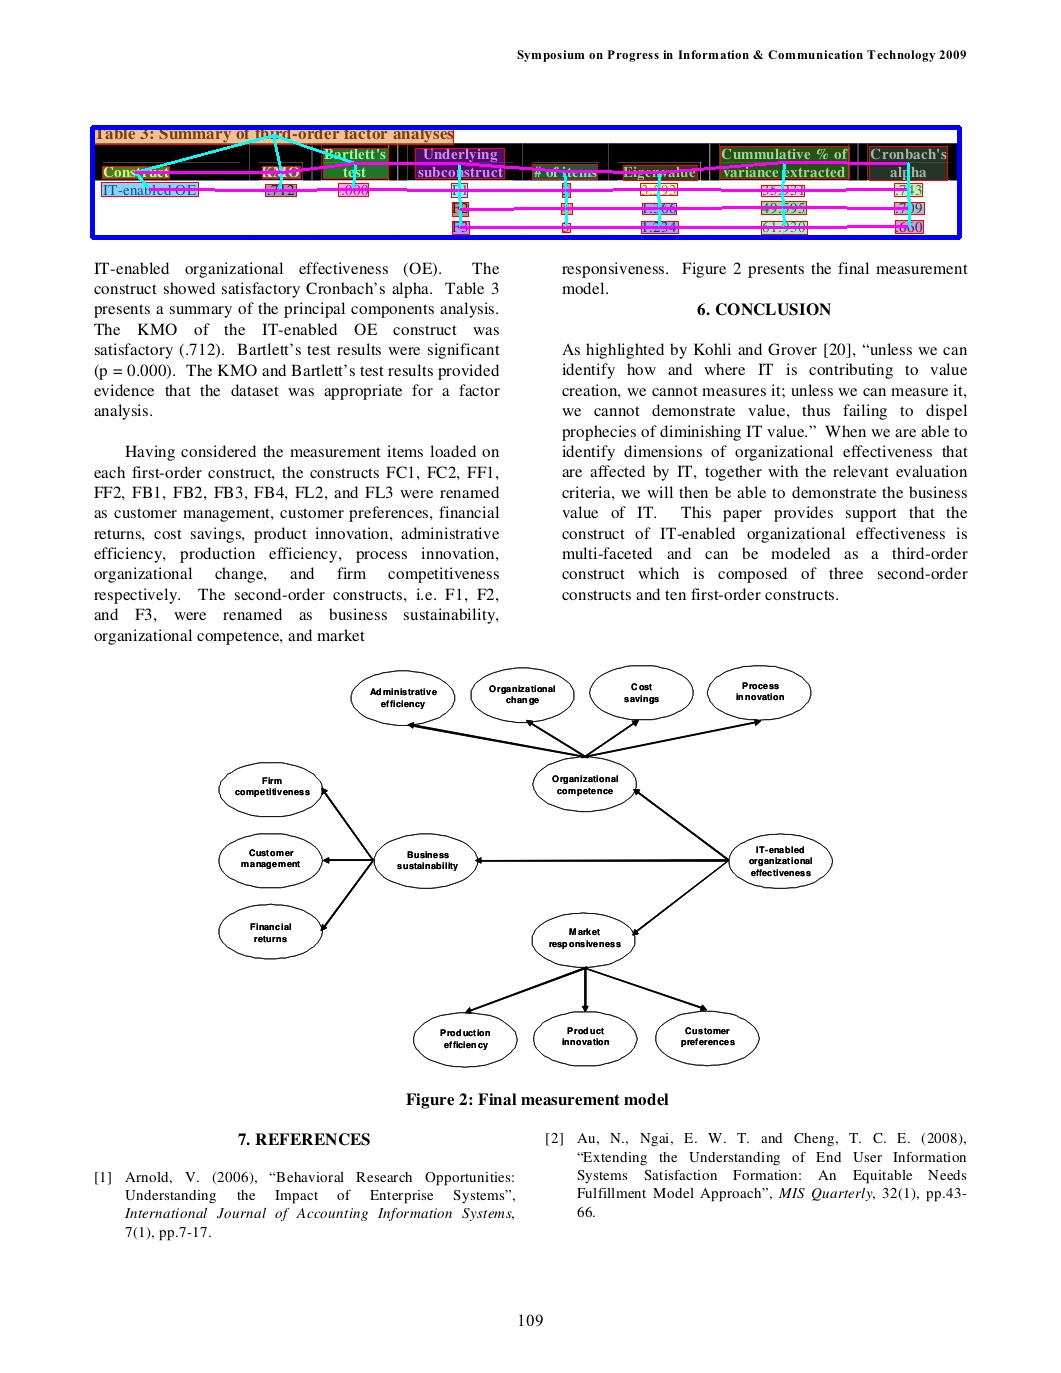 Symposium on Progress in Information & Communication Technology 2009
Table 3: Summary of third-order factor analyses
Construct KMO Bartlett's test Underlying subconstruct # of items Eigenvalue Cummulative % of variance extracted Cronbach's alpha
IT-enabled OE .712 .000 .743
F3
IT-enabled organizational effectiveness (OE). The
construct showed satisfactory Cronbach's alpha. Table 3
presents a summary of the principal components analysis.
The KMO of the IT-enabled OE construct was
satisfactory (.712). Bartlett's test results were significant
(p = 0.000). The KMO and Bartlett's test results provided
evidence that the dataset was appropriate for a factor
analysis.
Having considered the measurement items loaded on
each first-order construct, the constructs FC1, FC2, FF1,
FF2, FB1, FB2, FB3, FB4, FL2, and FL3 were renamed
as customer management, customer preferences, financial
returns, cost savings, product innovation, administrative
efficiency, production efficiency, process innovation,
organizational change, and firm competitiveness
respectively. The second-order constructs, i.e. F1, F2,
and F3, were renamed as business sustainability,
organizational competence, and market
responsiveness. Figure 2 presents the final measurement
model.
6. CONCLUSION
As highlighted by Kohli and Grover [20], “unless we can
identify how and where IT is contributing to value
creation, we cannot measures it; unless we can measure it,
we cannot demonstrate value, thus failing to dispel
prophecies of diminishing IT value.” When we are able to
identify dimensions of organizational effectiveness that
are affected by IT, together with the relevant evaluation
criteria, we will then be able to demonstrate the business
value of IT. This paper provides support that the
construct of IT-enabled organizational effectiveness is
multi-faceted and can be modeled as a third-order
construct which is composed of three second-order
constructs and ten first-order constructs.
Administrative
efficiency
Organizational
change
Cost
savings
Process
innovation
Organizational
competence
Firm
competitiveness
Customer
management
Business
sustainability
IT-enabled
organizational
effectiveness
Financial
returns
Market
responsiveness
Production
efficiency
Product
innovation
Customer
preferences
Figure 2: Final measurement model
7. REFERENCES
[1] Arnold, V. (2006), “Behavioral Research Opportunities:
Understanding the Impact of Enterprise Systems”,
International Journal of Accounting Information Systems,
7(1), pp.7-17.
[2] Au, N., Ngai, E. W. T. and Cheng, T. C. E. (2008),
“Extending the Understanding of End User Information
Systems Satisfaction Formation: An Equitable Needs
Fulfillment Model Approach”, MIS Quarterly, 32(1), pp.43-
66.
109